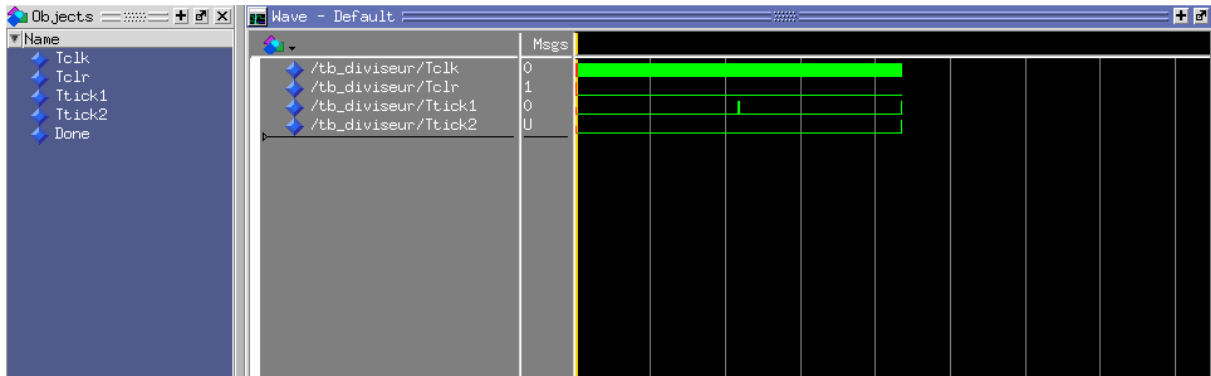 Objects
Name
Tclk
Tclr
Ttick1
Ttick2
Done
Wave - Default
Msgs
/tb_diviseur/Tclk 0
/tb_diviseur/Tclr 1
/tb_diviseur/Ttick1 0
/tb_diviseur/Ttick2 U